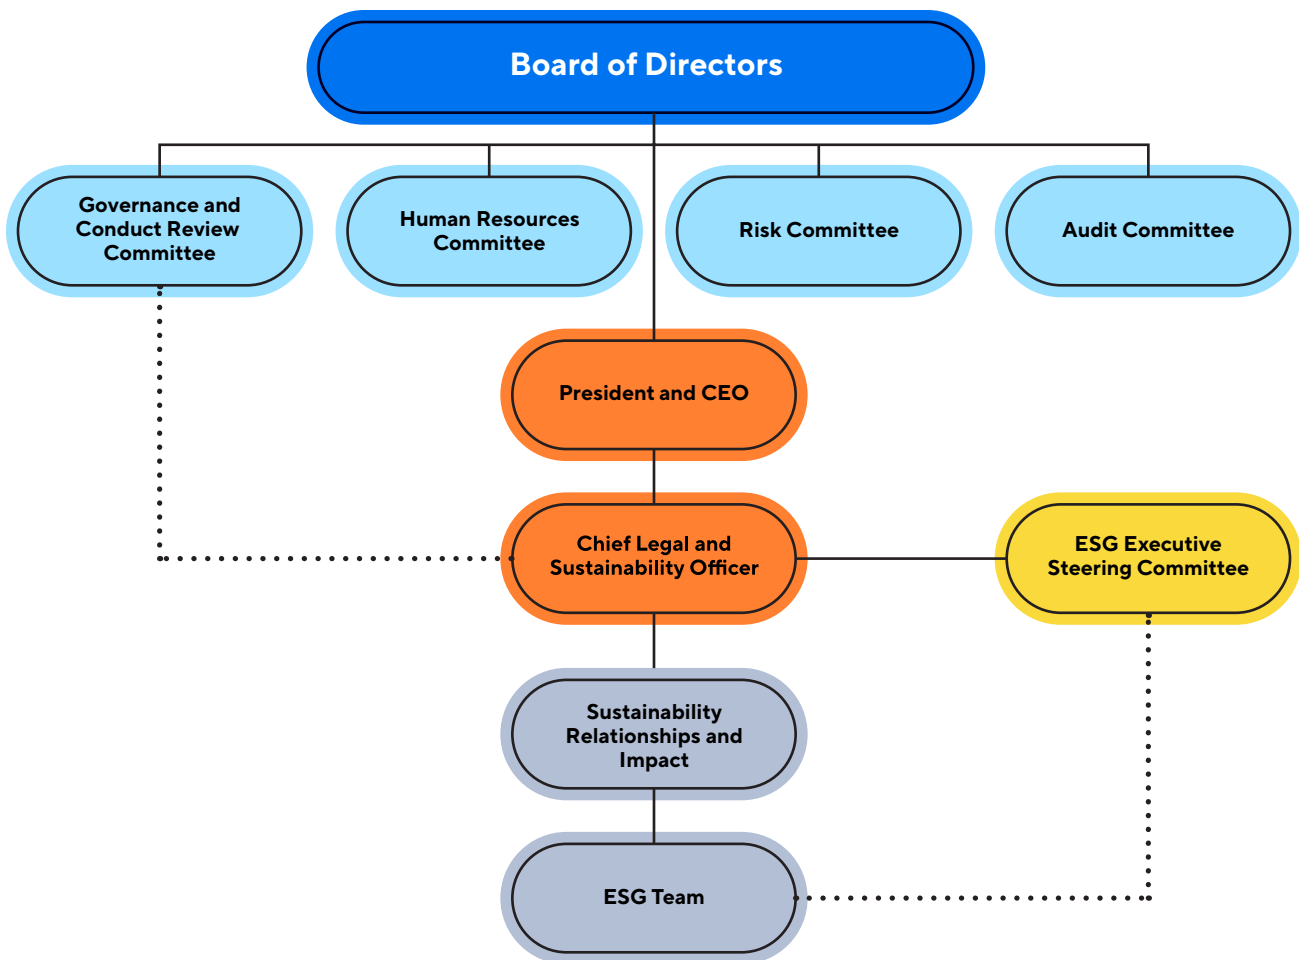 Board of Directors
Governance and
Conduct Review
Committee
Human Resources
Committee
Risk Committee
Audit Committee
President and CEO
Chief Legal and
Sustainability Officer
ESG Executive
Steering Committee
Sustainability
Relationships and
Impact
ESG Team